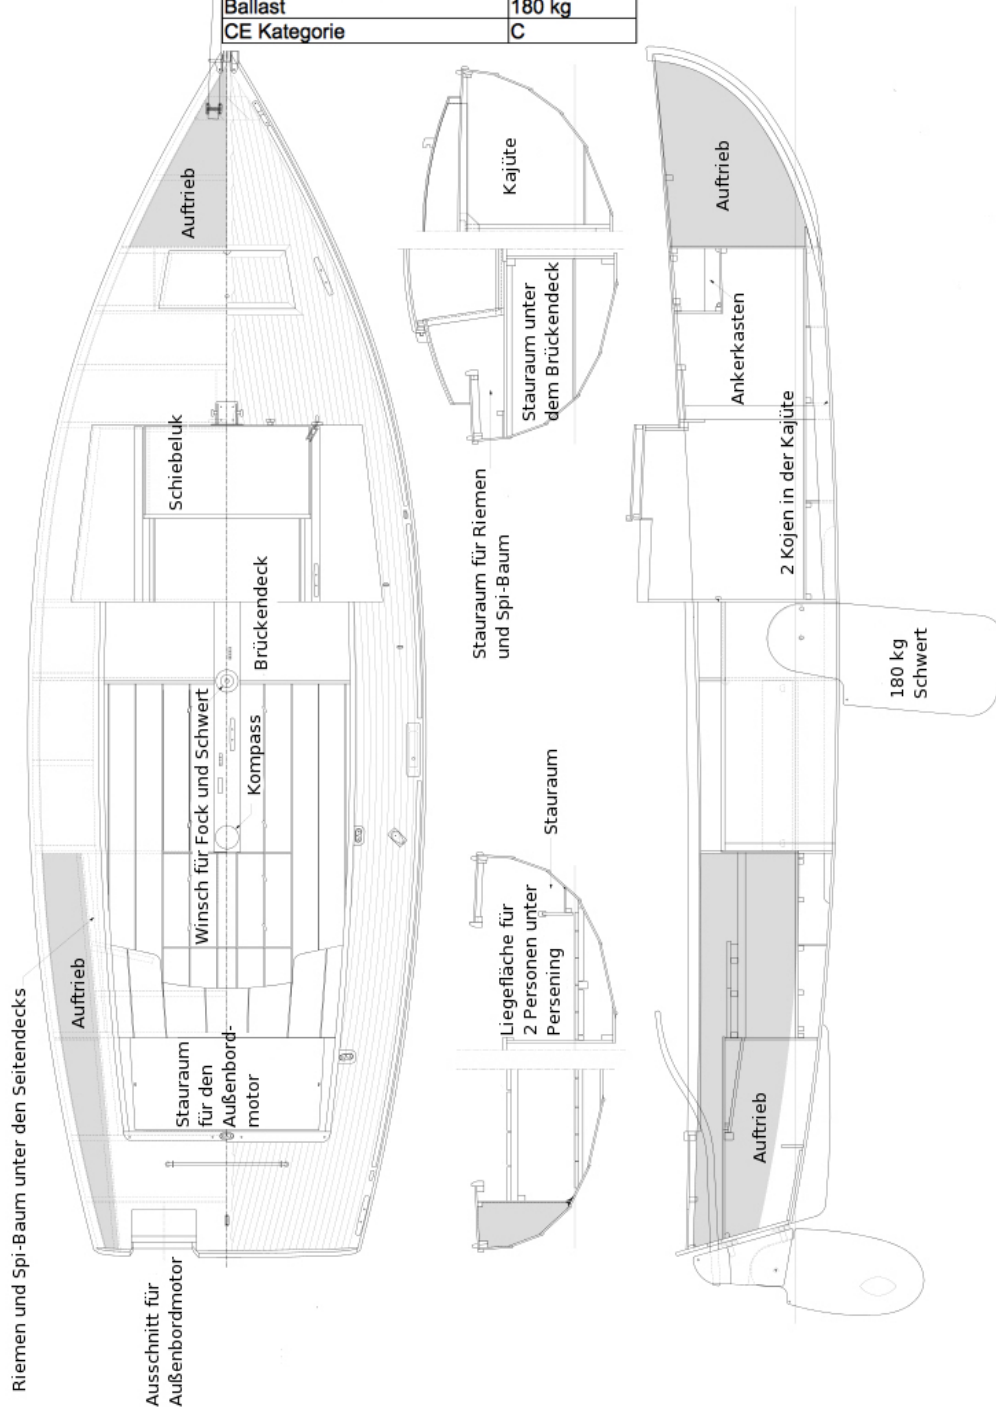 Ballast 180 kg
CE Kategorie C
Auftrieb
Schiebeluk
Brückendeck
Winsch für Fock und Schwert
Kompass
Auftrieb
Stauraum
für den
Außenbord-
motor
Riemen und Spi-Baum unter den Seitendecks
Ausschnitt für
Außenbordmotor
Kajüte
Stauraum unter
dem Brückendeck
Stauraum für Riemen
und Spi-Baum
Stauraum
Liegefläche für
2 Personen unter
Persening
Auftrieb
Ankerkasten
2 Kojen in der Kajüte
180 kg
Schwert
Auftrieb